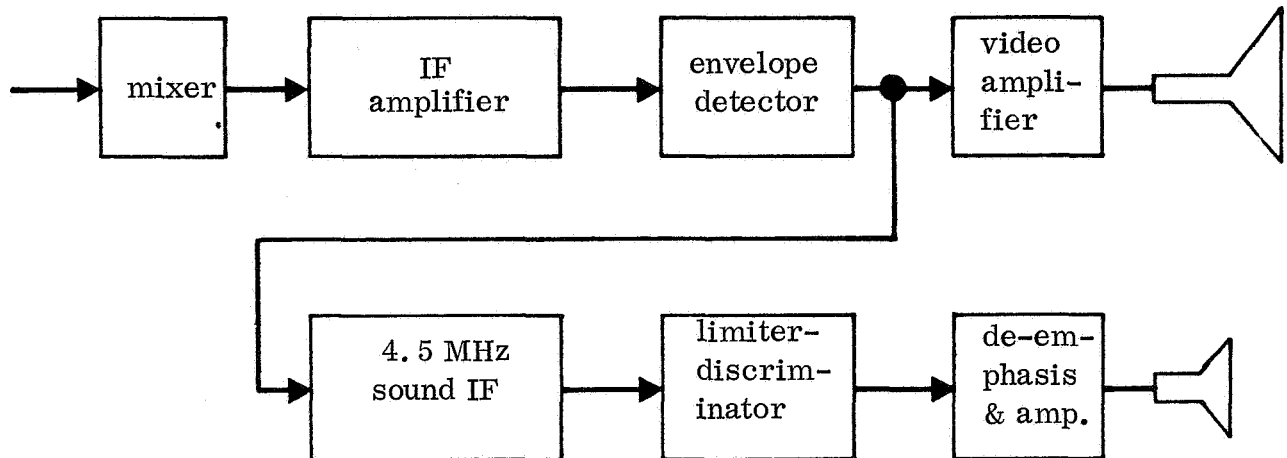 mixer
IF
amplifier
envelope
detector
video
ampli-
fier
4.5 MHz
sound IF
limiter-
discrim-
inator
de-em-
phasis
& amp.